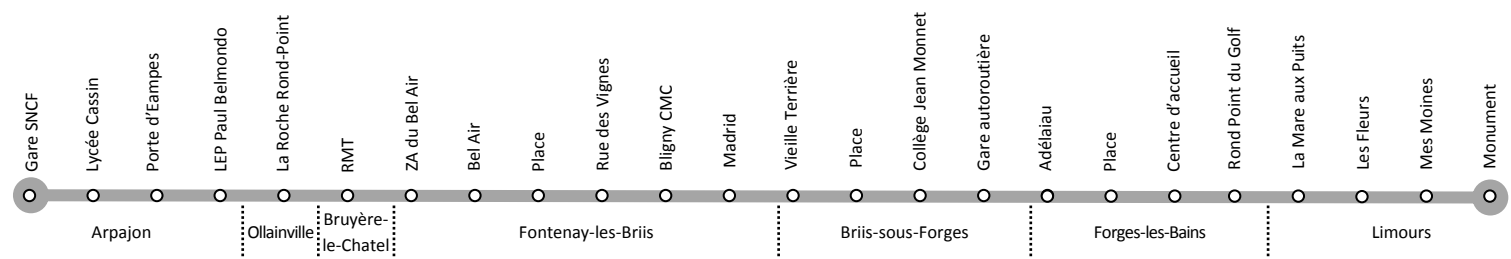 Gare SNCF
Lycée Cassin
Porte d'Eampes
LEP Paul Belmondo
La Roche Rond-Point
RMT
ZA du Bel Air
Bel Air
Place
Rue des Vignes
Bligny CMC
Madrid
Vieille Terrière
Place
Collège Jean Monnet
Gare autoroutière
Adélaiau
Place
Centre d'accueil
Rond Point du Golf
La Mare aux Puits
Les Fleurs
Mes Moines
Monument
Arpajon
Ollainville
Bruyère-
le-Chatel
Fontenay-les-Briis
Briis-sous-Forges
Forges-les-Bains
Limours